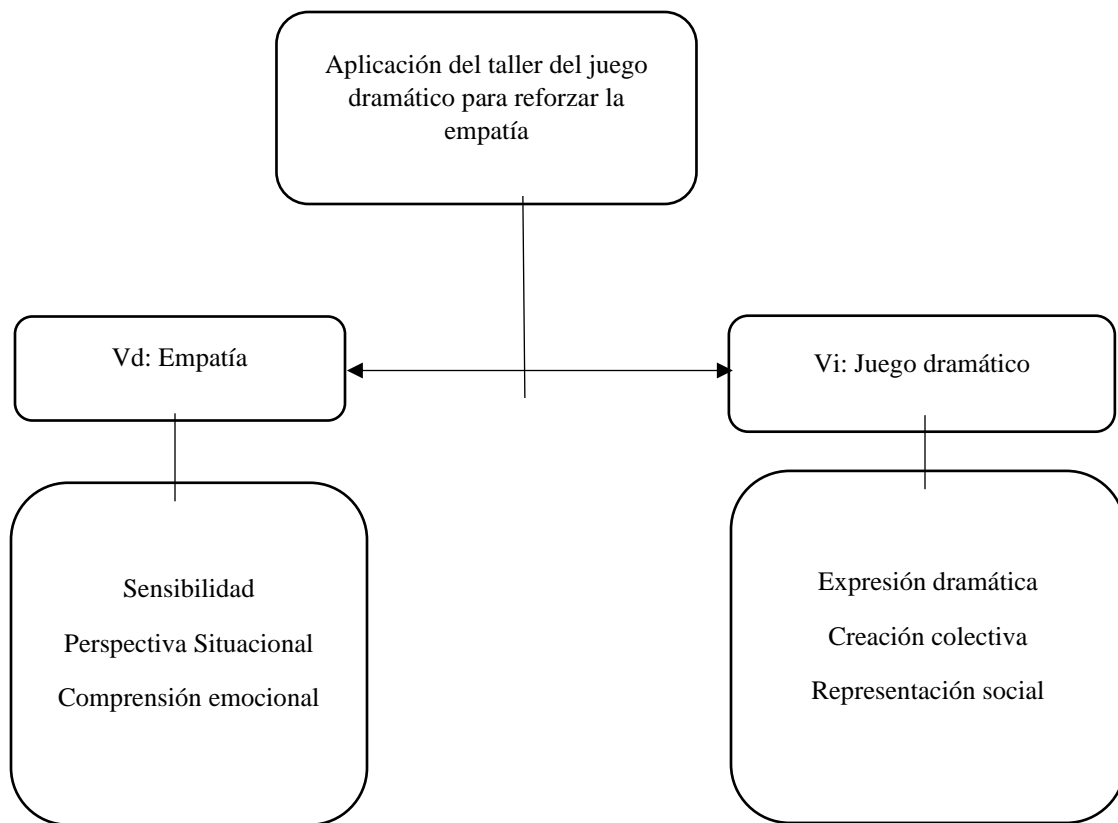 Aplicación del taller del juego
dramático para reforzar la
empatía
Vd: Empatía
Vi: Juego dramático
Sensibilidad
Perspectiva Situacional
Comprensión emocional
Expresión dramática
Creación colectiva
Representación social